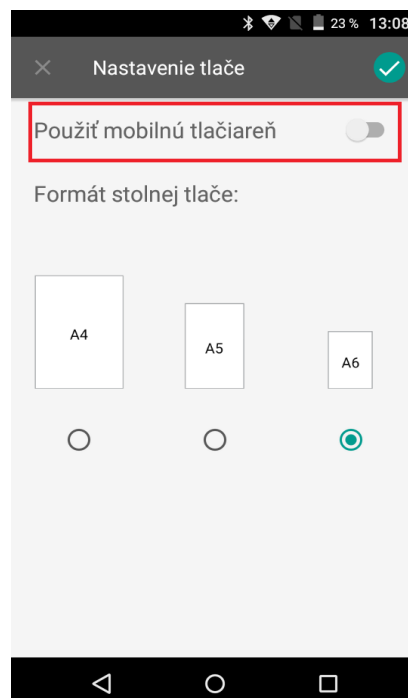 23 % 13:08
Nastavenie tlače
Použiť mobilnú tlačiareň
Formát stolnej tlače:
A4
A5
A6